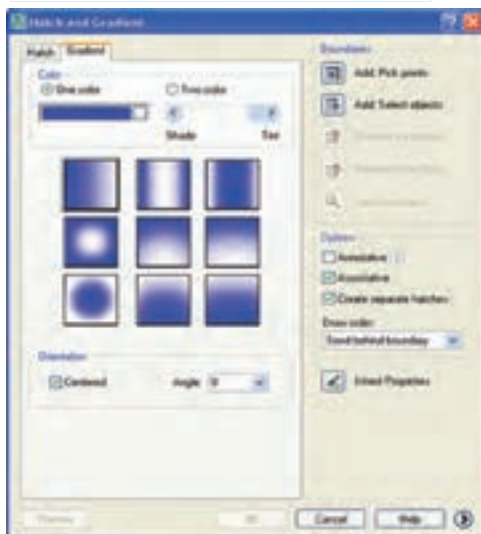 Hatch and Gradient
Hatch Gradient
Color
One color Two color
Shade Tint
Orientation
Centered Angle 0
Boundaries
Add: Pick points
Add: Select objects
Options
Annotative
Associative
Create separate hatches
Draw order:
Send behind boundary
Inherit Properties
Preview OK Cancel Help